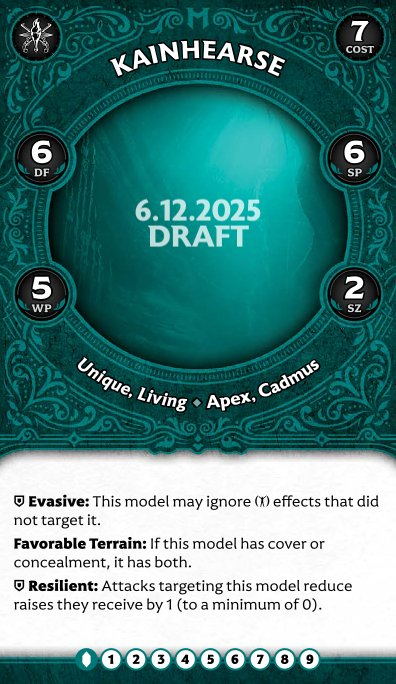 KAINHEARSE
7
COST
6
DF
6
SP
6.12.2025
DRAFT
5
WP
2
SZ
Unique, Living ◆ Apex, Cadmus
Evasive: This model may ignore () effects that did
not target it.
Favorable Terrain: If this model has cover or
concealment, it has both.
Resilient: Attacks targeting this model reduce
raises they receive by 1 (to a minimum of 0).
1 2 3 4 5 6 7 8 9